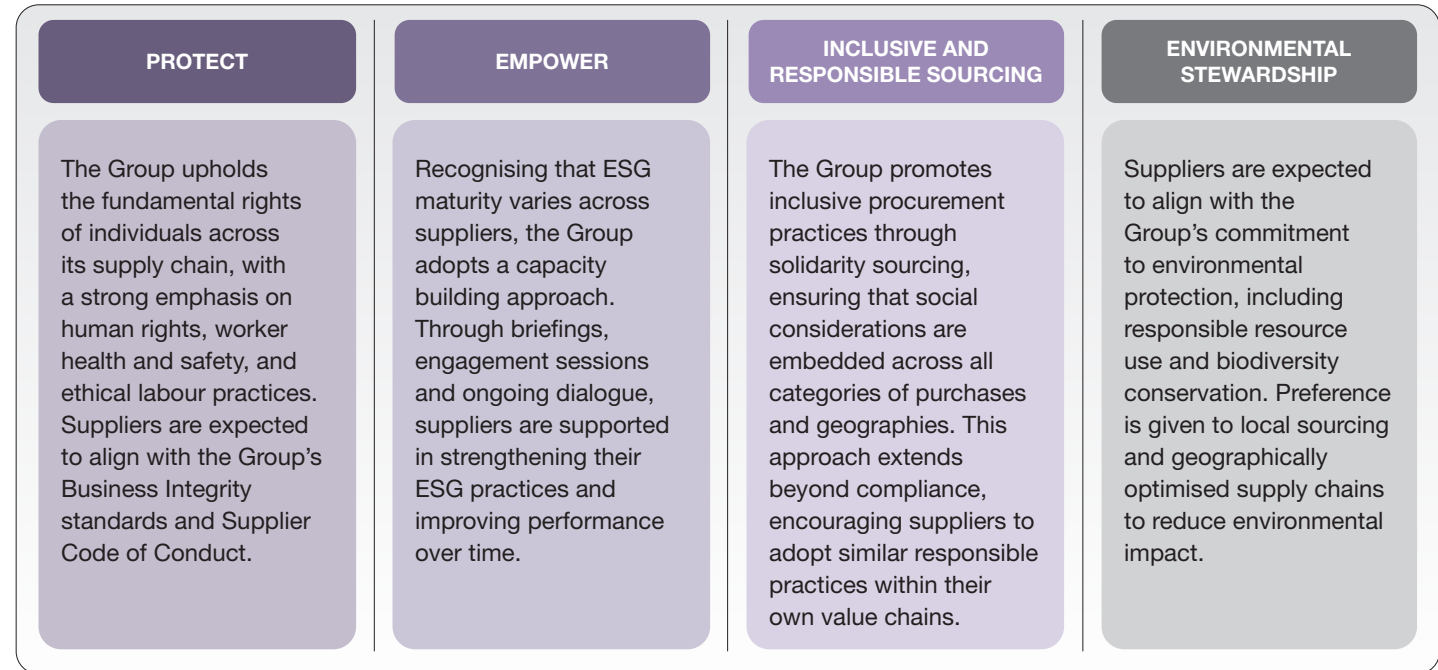 PROTECT
The Group upholds
the fundamental rights
of individuals across
its supply chain, with
a strong emphasis on
human rights, worker
health and safety, and
ethical labour practices.
Suppliers are expected
to align with the Group’s
Business Integrity
standards and Supplier
Code of Conduct.
EMPOWER
Recognising that ESG
maturity varies across
suppliers, the Group
adopts a capacity
building approach.
Through briefings,
engagement sessions
and ongoing dialogue,
suppliers are supported
in strengthening their
ESG practices and
improving performance
over time.
INCLUSIVE AND
RESPONSIBLE SOURCING
The Group promotes
inclusive procurement
practices through
solidarity sourcing,
ensuring that social
considerations are
embedded across all
categories of purchases
and geographies. This
approach extends
beyond compliance,
encouraging suppliers to
adopt similar responsible
practices within their
own value chains.
ENVIRONMENTAL
STEWARDSHIP
Suppliers are expected
to align with the
Group’s commitment
to environmental
protection, including
responsible resource
use and biodiversity
conservation. Preference
is given to local sourcing
and geographically
optimised supply chains
to reduce environmental
impact.